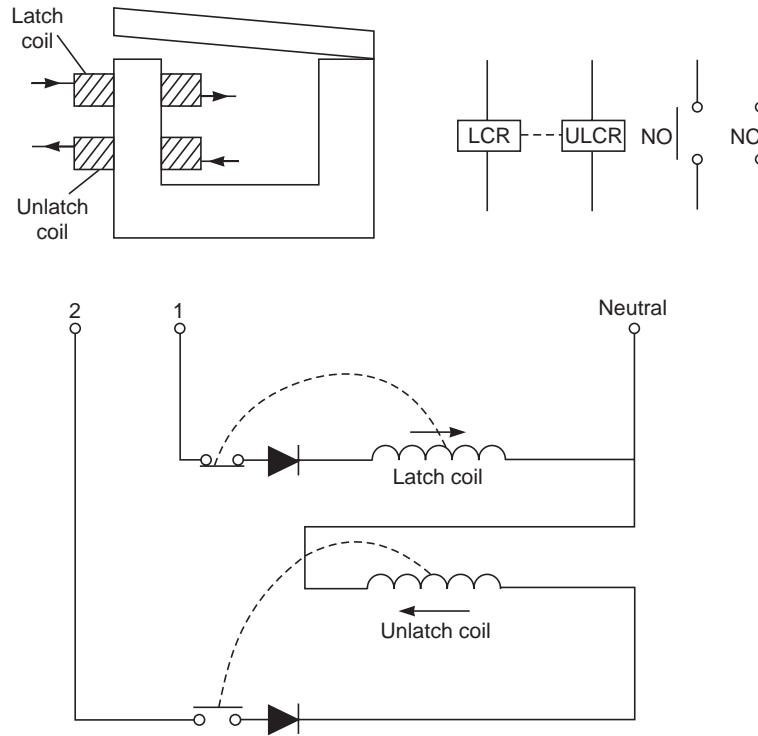 Latch
coil
Unlatch
coil
LCR
ULCR
NO
NC
2
1
Neutral
Latch coil
Unlatch coil